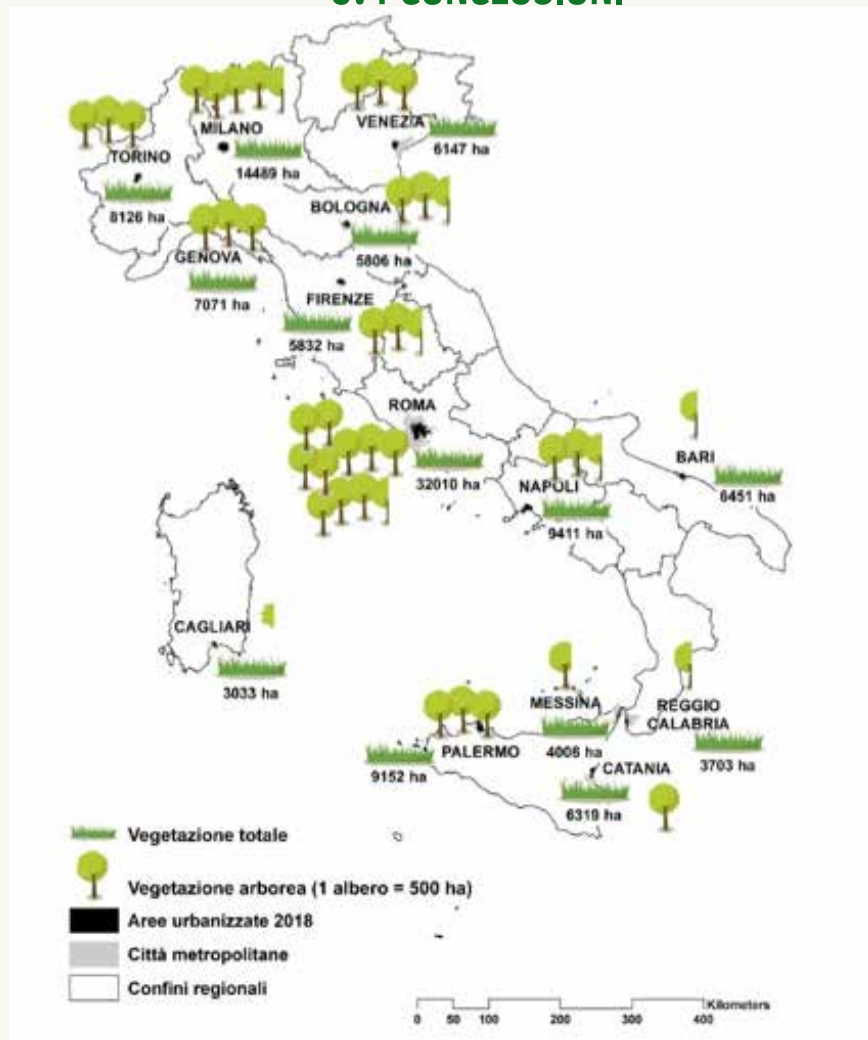 MILANO
14489 ha
VENEZIA
6147 ha
TORINO
8126 ha
BOLOGNA
5806 ha
GENOVA
7071 ha
FIRENZE
5832 ha
ROMA
32010 ha
BARI
6451 ha
NAPOLI
9411 ha
CAGLIARI
3033 ha
MESSINA
4006 ha
REGGIO
CALABRIA
3703 ha
PALERMO
9152 ha
CATANIA
6319 ha
Vegetazione totale
Vegetazione arborea (1 albero = 500 ha)
Aree urbanizzate 2018
Città metropolitane
Confini regionali
Kilometers
0 50 100 200 300 400